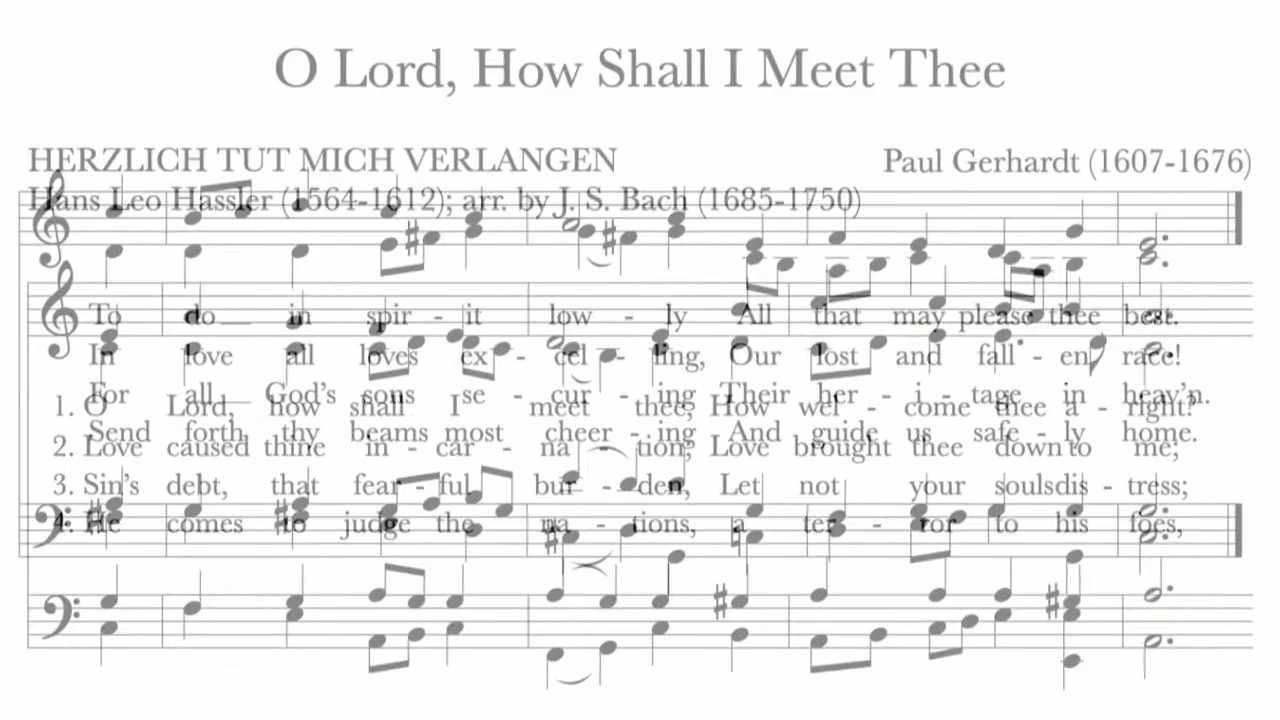 O Lord, How Shall I Meet Thee
HERZLICH TUT MICH VERLANGEN
Paul Gerhardt (1607-1676)
Hans Leo Hassler (1564-1612); arr. by J. S. Bach (1685-1750)
To do __ in spir - it low - ly All that may please thee best.
In love all loves ex - cel - ling, Our lost and fall - en race!
For all __ God's sons se - cur - ing Their her - i - tage in heav'n.
1. O Lord, how shall I meet thee, How wel - come thee a - right?
Send forth thy beams most cheer - ing And guide us safe - ly home.
2. Love caused thine in - car - na - tion; Love brought thee down to me;
3. Sin's debt, that fear - ful bur - den, Let not your souls dis - tress;
4. He comes to judge the na - tions, a ter - ror to his foes,